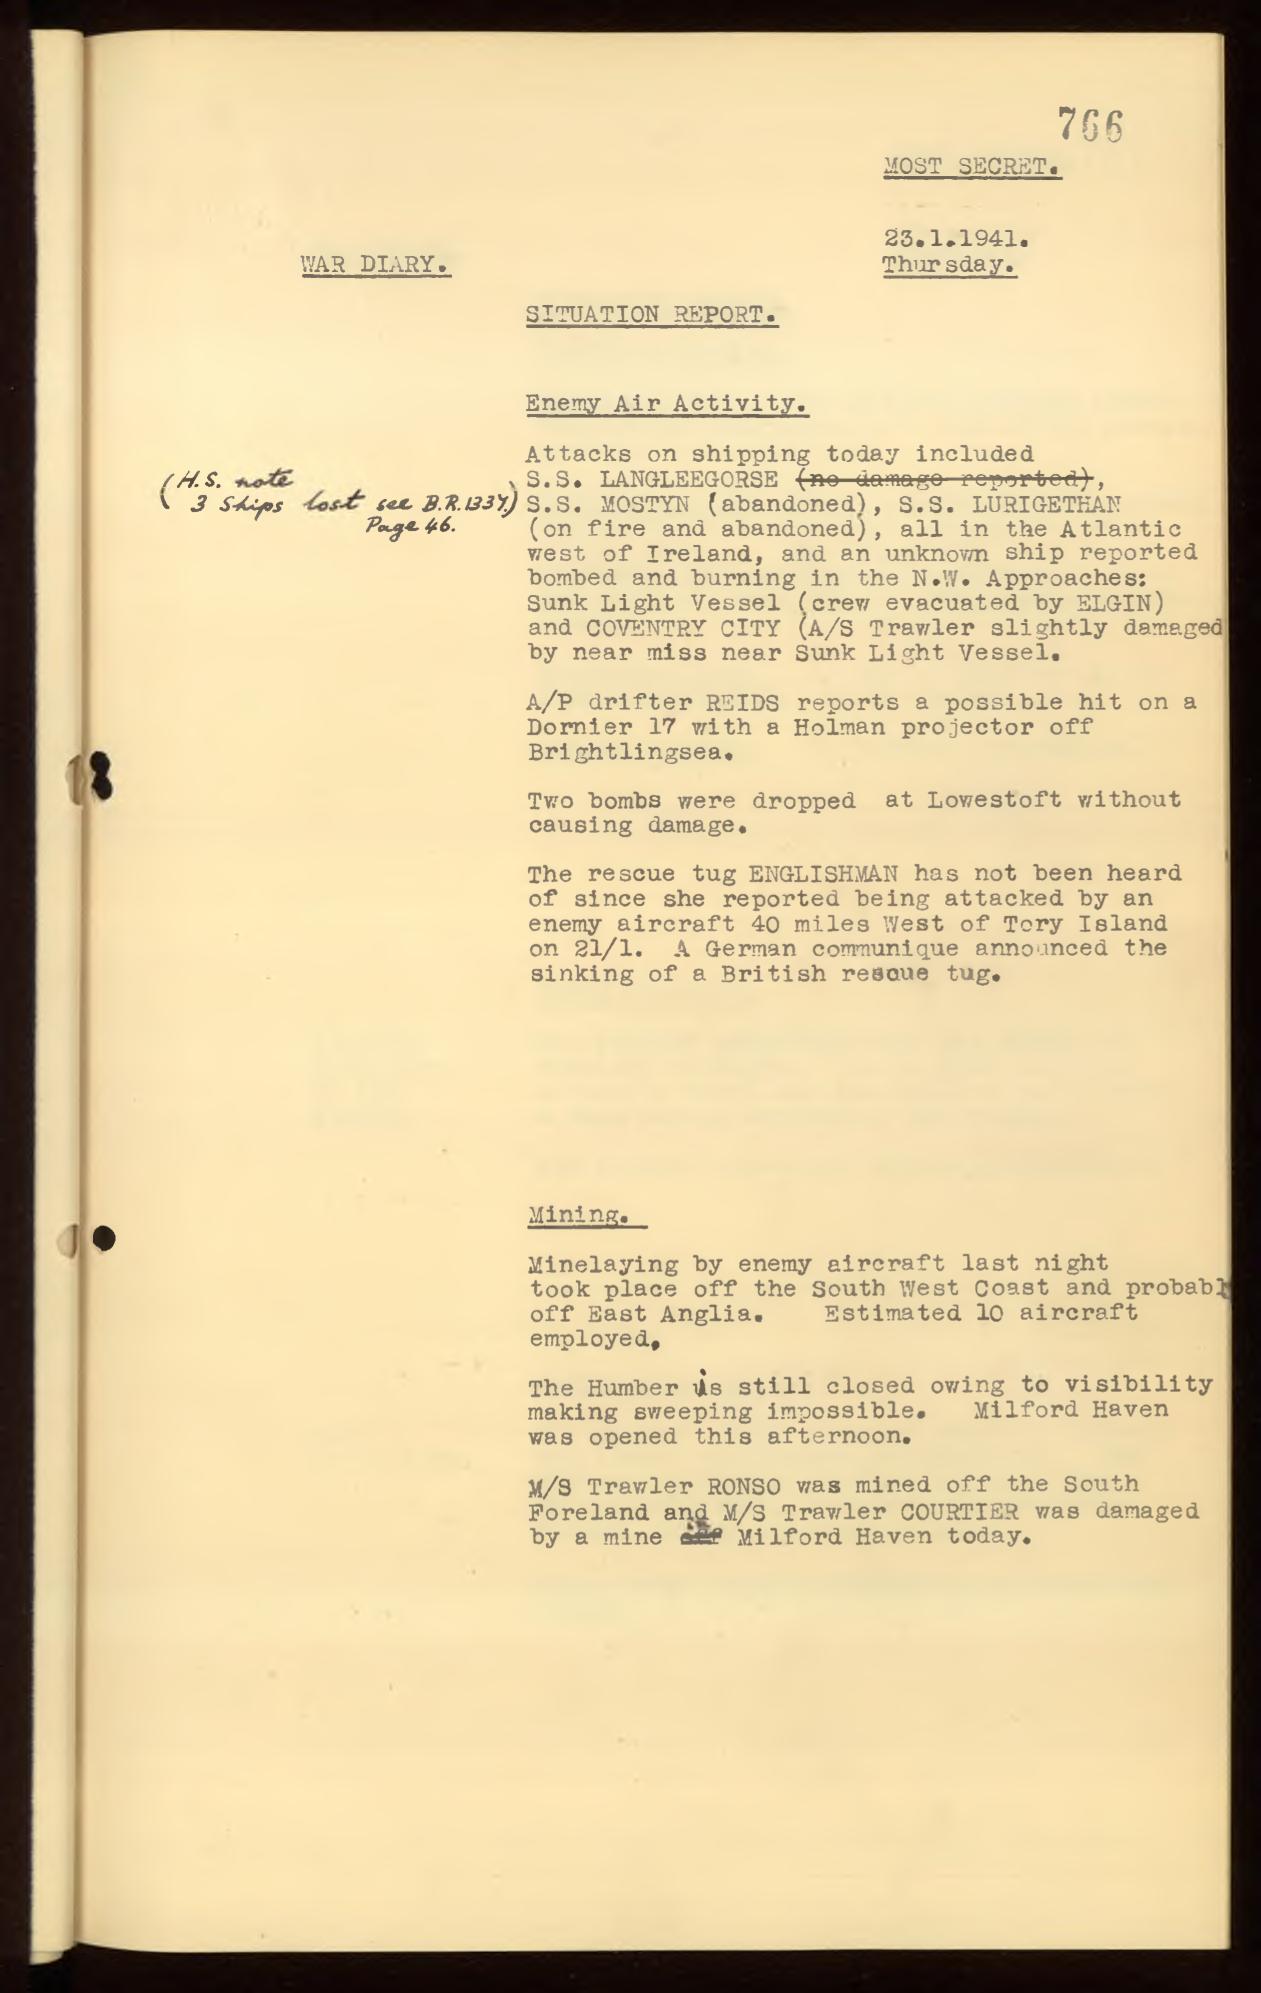 766
MOST SECRET.
23.1.1941.
WAR DIARY.
Thursday.
SITUATION REPORT.
Enemy Air Activity.
Attacks on shipping today included
(H.S. note
S.S. LANGLEEGORSE (no damage reported),
3 Ships lost see B.R.1337.)
S.S. MOSTYN (abandoned), S.S. LURIGETHAN
Page 46.
(on fire and abandoned), all in the Atlantic
west of Ireland, and an unknown ship reported
bombed and burning in the N.W. Approaches:
Sunk Light Vessel (crew evacuated by ELGIN)
and COVENTRY CITY (A/S Trawler slightly damaged
by near miss near Sunk Light Vessel.
A/P drifter REIDS reports a possible hit on a
Dornier 17 with a Holman projector off
Brightlingsea.
Two bombs were dropped at Lowestoft without
causing damage.
The rescue tug ENGLISHMAN has not been heard
of since she reported being attacked by an
enemy aircraft 40 miles West of Tory Island
on 21/1. A German communique announced the
sinking of a British rescue tug.
Mining.
Minelaying by enemy aircraft last night
took place off the South West Coast and probably
off East Anglia. Estimated 10 aircraft
employed,
The Humber is still closed owing to visibility
making sweeping impossible. Milford Haven
was opened this afternoon.
M/S Trawler RONSO was mined off the South
Foreland and M/S Trawler COURTIER was damaged
by a mine off Milford Haven today.